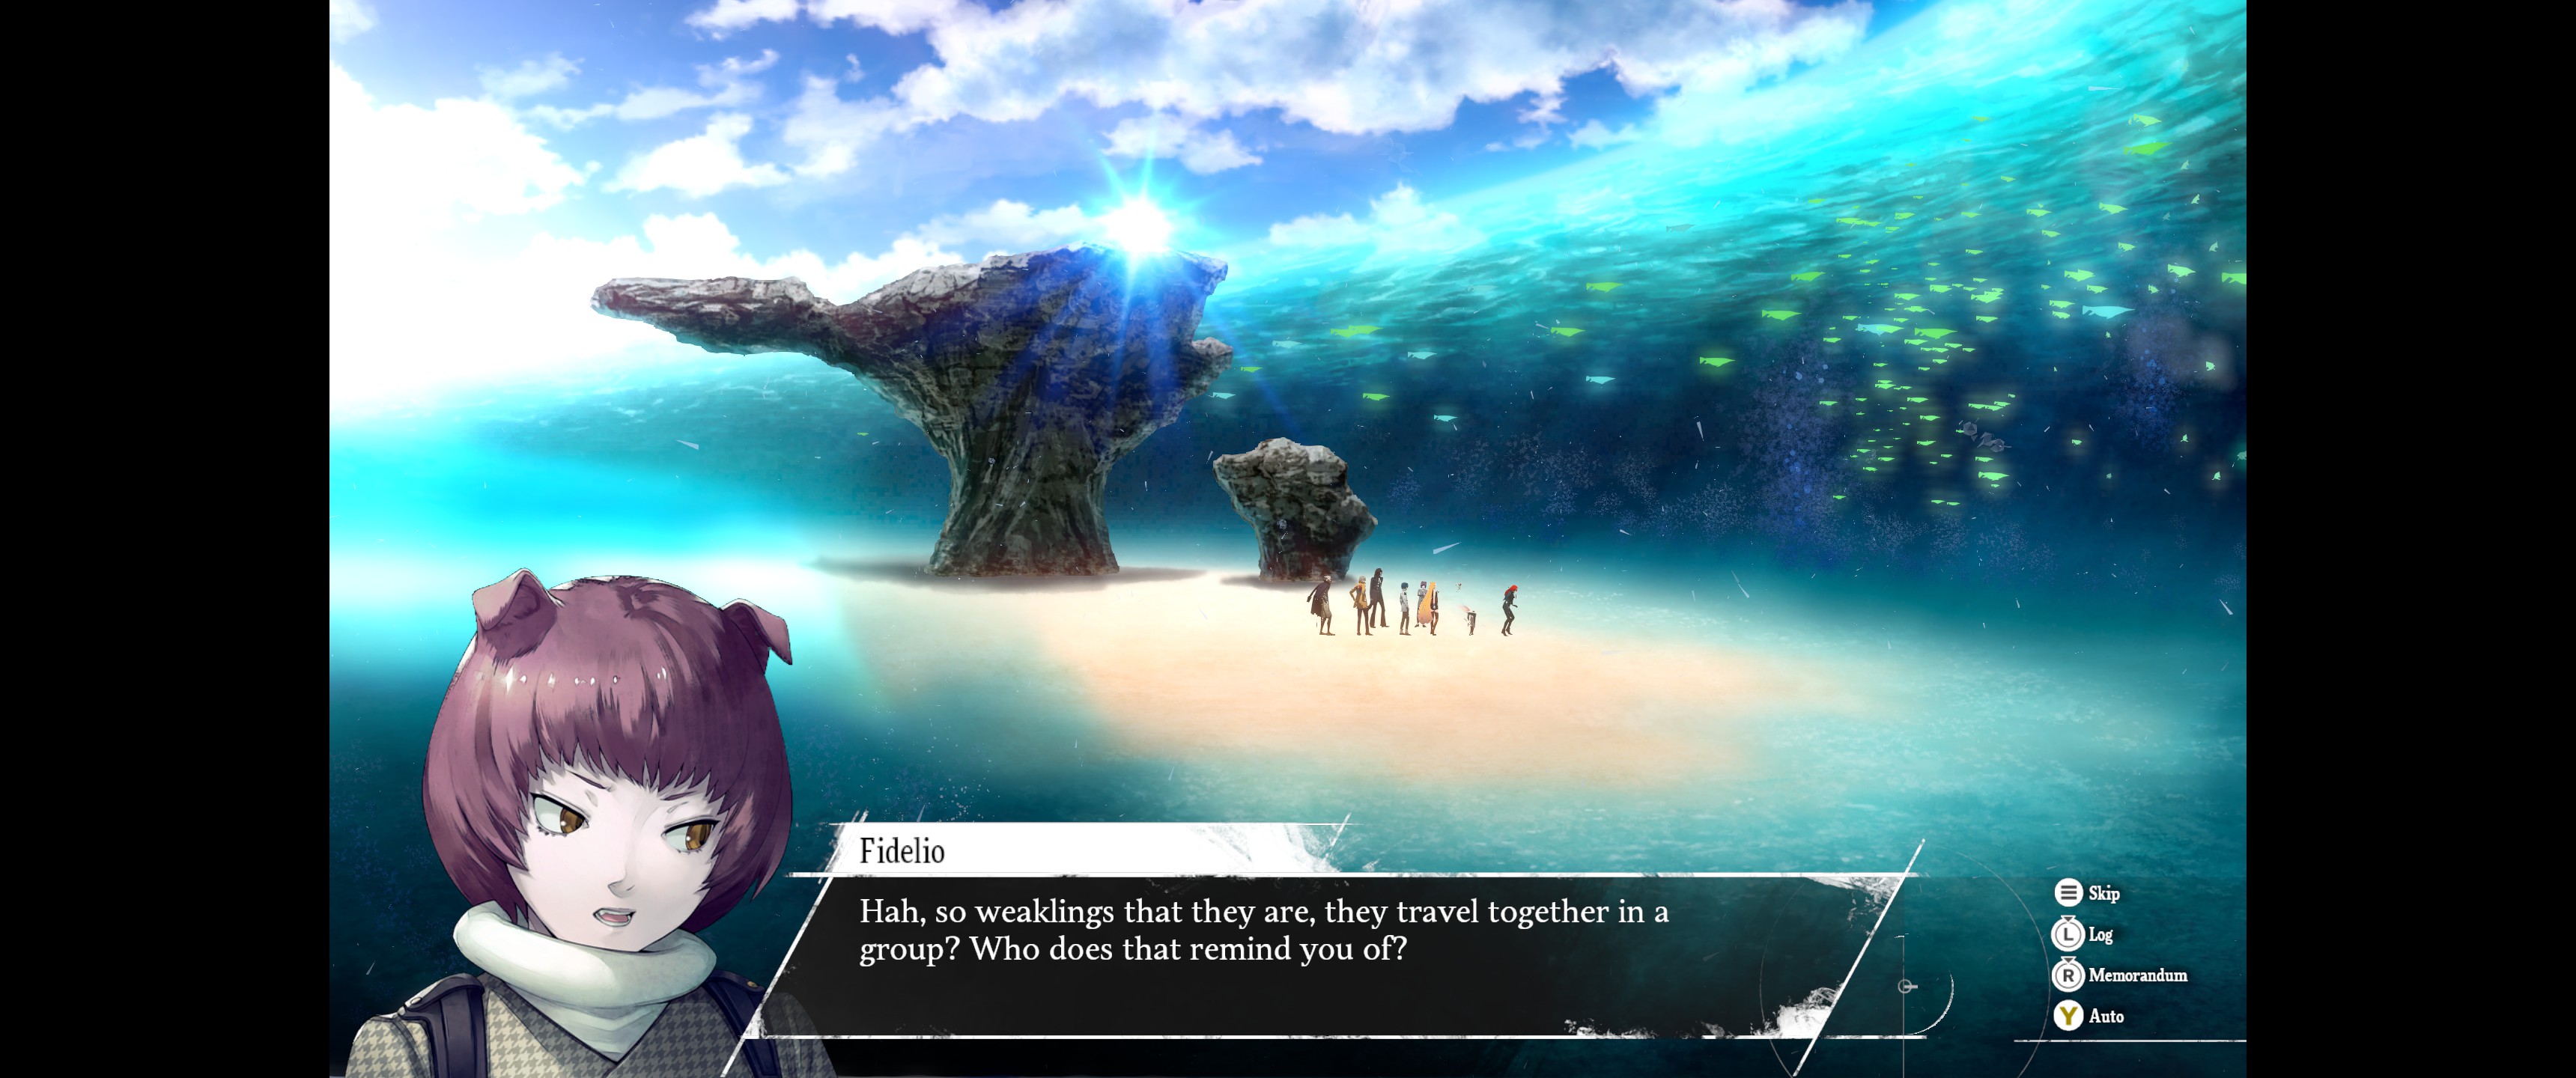 Fidelio
Hah, so weaklings that they are, they travel together in a
group? Who does that remind you of?
Skip
L Log
R Memorandum
Y Auto